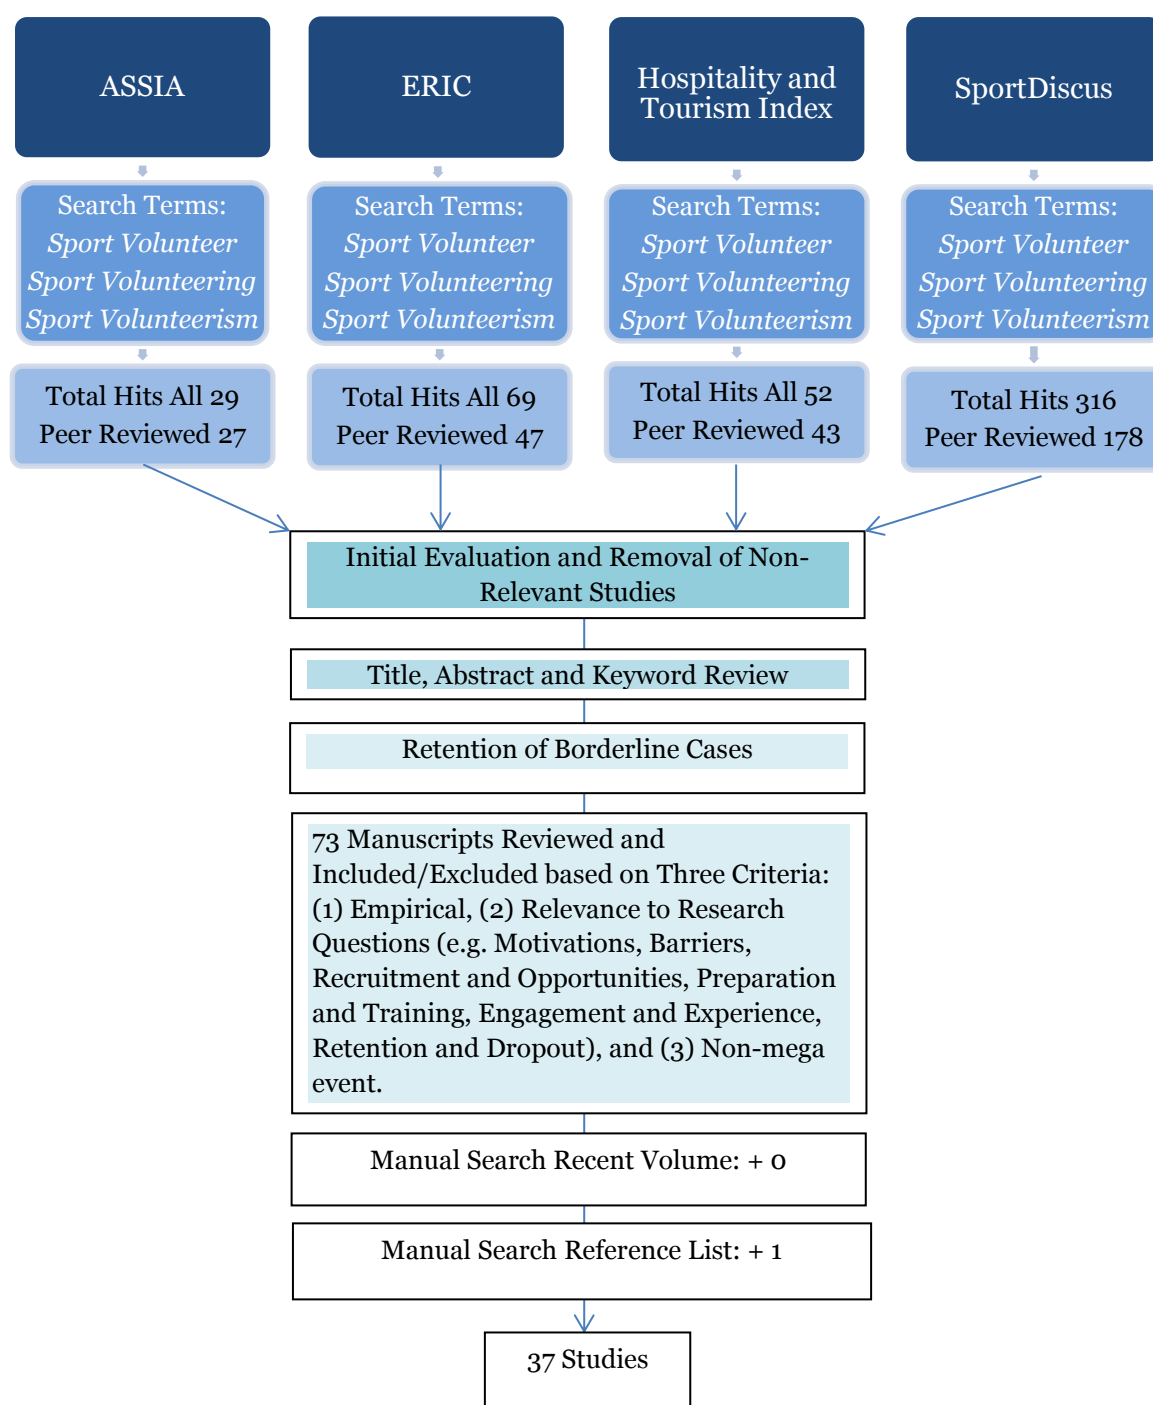 ASSIA
ERIC
Hospitality and
Tourism Index
SportDiscus
Search Terms:
Sport Volunteer
Sport Volunteering
Sport Volunteerism
Search Terms:
Sport Volunteer
Sport Volunteering
Sport Volunteerism
Search Terms:
Sport Volunteer
Sport Volunteering
Sport Volunteerism
Search Terms:
Sport Volunteer
Sport Volunteering
Sport Volunteerism
Total Hits All 29
Peer Reviewed 27
Total Hits All 69
Peer Reviewed 47
Total Hits All 52
Peer Reviewed 43
Total Hits 316
Peer Reviewed 178
Initial Evaluation and Removal of Non-
Relevant Studies
Title, Abstract and Keyword Review
Retention of Borderline Cases
73 Manuscripts Reviewed and
Included/Excluded based on Three Criteria:
(1) Empirical, (2) Relevance to Research
Questions (e.g. Motivations, Barriers,
Recruitment and Opportunities, Preparation
and Training, Engagement and Experience,
Retention and Dropout), and (3) Non-mega
event.
Manual Search Recent Volume: + 0
Manual Search Reference List: + 1
37 Studies